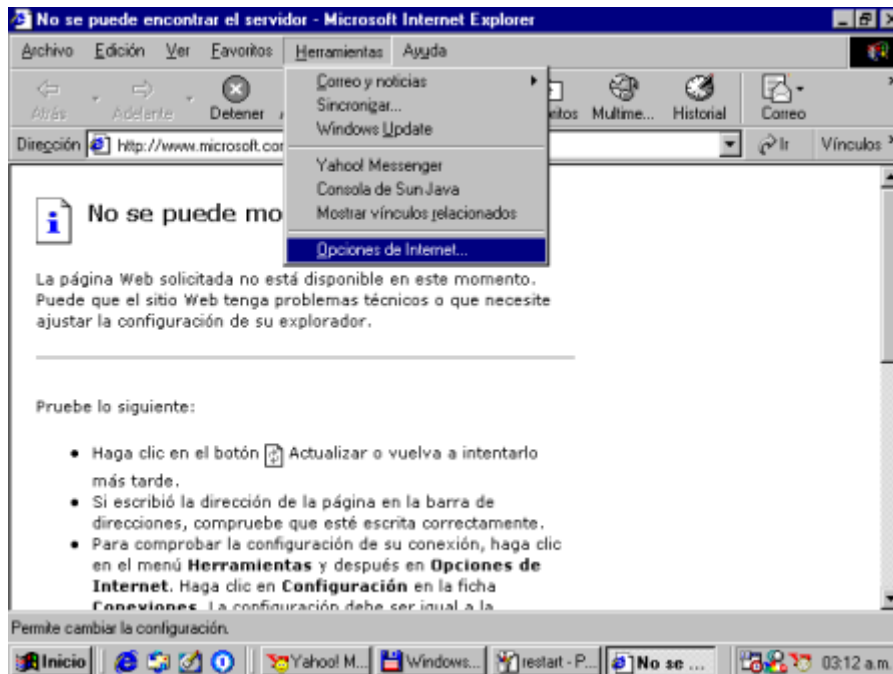 No se puede encontrar el servidor - Microsoft Internet Explorer
Archivo Edición Ver Favoritos Herramientas Ayuda
Correo y noticias
Sincronizar...
Windows Update
Yahoo! Messenger
Consola de Sun Java
Mostrar vínculos relacionados
Opciones de Internet...
Atrás Adelante Detener Multime... Historial Correo
Dirección http://www.microsoft.co Ir Vínculos
No se puede mo
La página Web solicitada no está disponible en este momento.
Puede que el sitio Web tenga problemas técnicos o que necesite
ajustar la configuración de su explorador.
Pruebe lo siguiente:
Haga clic en el botón Actualizar o vuelva a intentarlo
más tarde.
Si escribió la dirección de la página en la barra de
direcciones, compruebe que esté escrita correctamente.
Para comprobar la configuración de su conexión, haga clic
en el menú Herramientas y después en Opciones de
Internet. Haga clic en Configuración en la ficha
Conexiones. La configuración debe ser igual a la
Permite cambiar la configuración.
Inicio Yahoo! M... Windows... restart - P... No se ... 03:12 a.m.